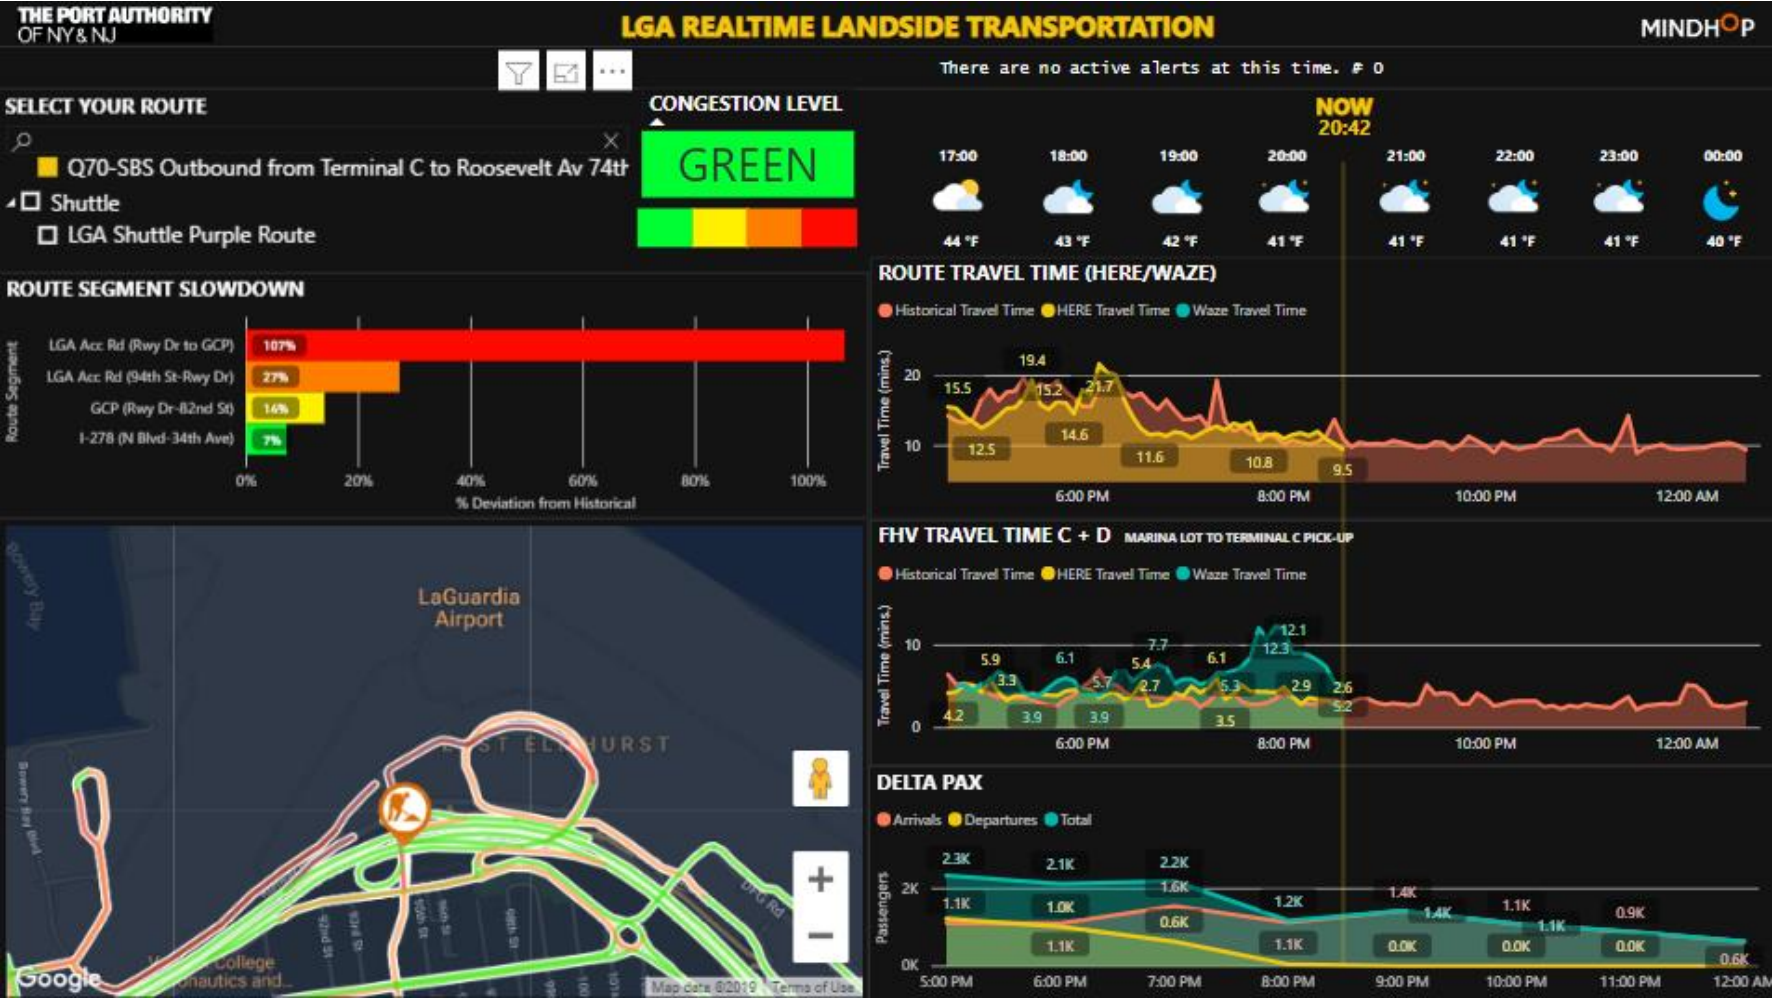 THE PORT AUTHORITY
OF NY & NJ
LGA REALTIME LANDSIDE TRANSPORTATION
MINDHOP
There are no active alerts at this time. # 0
SELECT YOUR ROUTE
Q70-SBS Outbound from Terminal C to Roosevelt Av 74th
Shuttle
LGA Shuttle Purple Route
CONGESTION LEVEL
GREEN
NOW
20:42
17:00 18:00 19:00 20:00 21:00 22:00 23:00 00:00
44 °F 43 °F 42 °F 41 °F 41 °F 41 °F 41 °F 40 °F
ROUTE SEGMENT SLOWDOWN
Route Segment
LGA Acc Rd (Rwy Dr to GCP) 107%
LGA Acc Rd (94th St-Rwy Dr) 27%
GCP (Rwy Dr-82nd St) 14%
I-278 (N Blvd-34th Ave) 7%
0% 20% 40% 60% 80% 100%
% Deviation from Historical
ROUTE TRAVEL TIME (HERE/WAZE)
Historical Travel Time HERE Travel Time Waze Travel Time
Travel Time (mins.)
20
10
15.5 19.4 15.2 21.7
12.5 14.6 11.6 10.8 9.5
6:00 PM 8:00 PM 10:00 PM 12:00 AM
FHV TRAVEL TIME C + D MARINA LOT TO TERMINAL C PICK-UP
Historical Travel Time HERE Travel Time Waze Travel Time
Travel Time (mins.)
10
0
5.9 6.1 5.4 7.7 6.1 12.3 12.1
3.3 5.7 2.7 5.3 2.9 2.6
4.2 3.9 3.9 3.5 5.2
6:00 PM 8:00 PM 10:00 PM 12:00 AM
DELTA PAX
Arrivals Departures Total
Passengers
2K
0K
2.3K 2.1K 2.2K 1.2K 1.4K 1.1K 0.9K
1.1K 1.0K 1.6K 1.4K 1.1K
1.1K 0.6K 1.1K 0.0K 0.0K 0.0K 0.6K
5:00 PM 6:00 PM 7:00 PM 8:00 PM 9:00 PM 10:00 PM 11:00 PM 12:00 AM
LaGuardia
Airport
Bowery Bay
EAST ELMHURST
Bowery Bay Blvd
DFG Rd
92nd St
93rd St
College
Google
Map data ©2019 Terms of Use